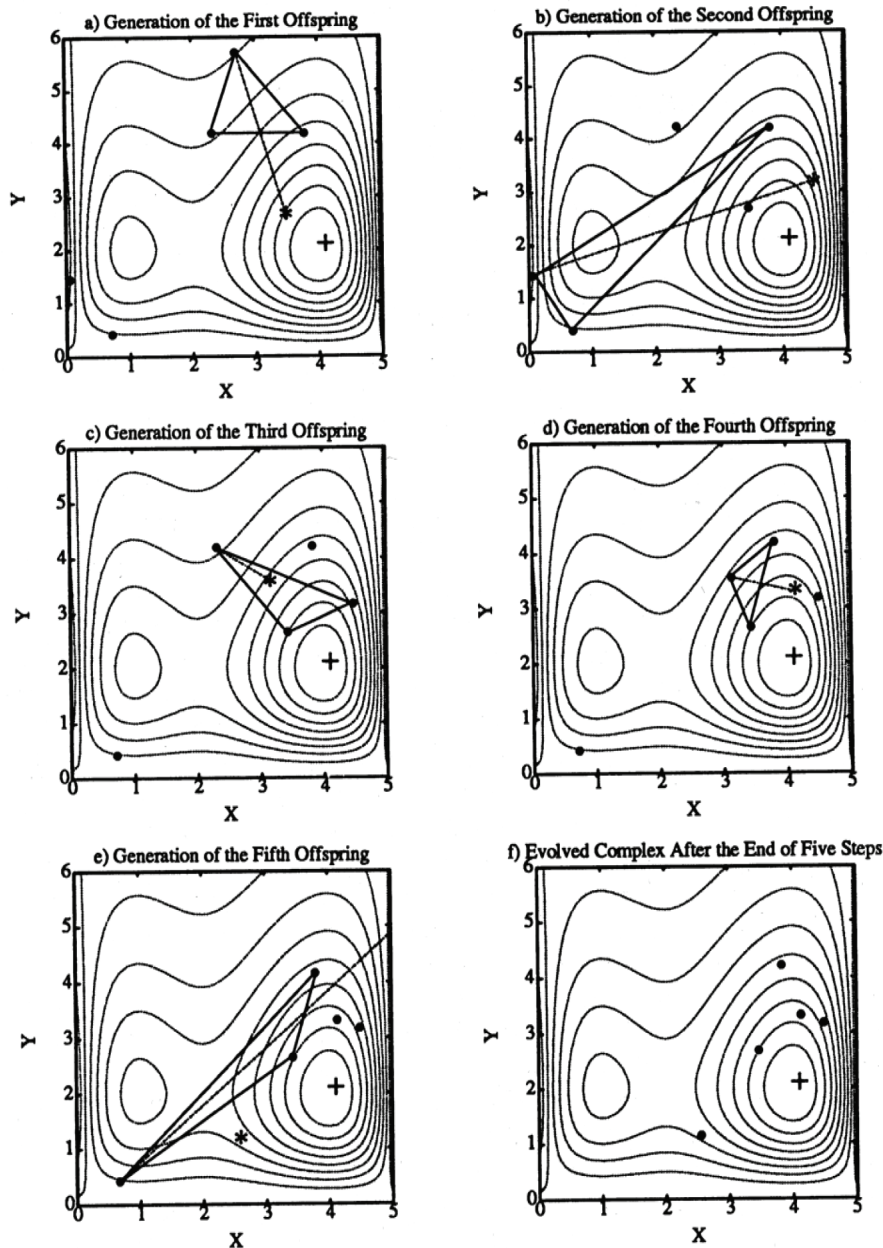 a) Generation of the First Offspring
6
5
4
3
2
1
0
Y
0 1 2 3 4 5
X
b) Generation of the Second Offspring
6
5
4
3
2
1
0
Y
0 1 2 3 4 5
X
c) Generation of the Third Offspring
6
5
4
3
2
1
0
Y
0 1 2 3 4 5
X
d) Generation of the Fourth Offspring
6
5
4
3
2
1
0
Y
0 1 2 3 4 5
X
e) Generation of the Fifth Offspring
6
5
4
3
2
1
0
Y
0 1 2 3 4 5
X
f) Evolved Complex After the End of Five Steps
6
5
4
3
2
1
0
Y
0 1 2 3 4 5
X